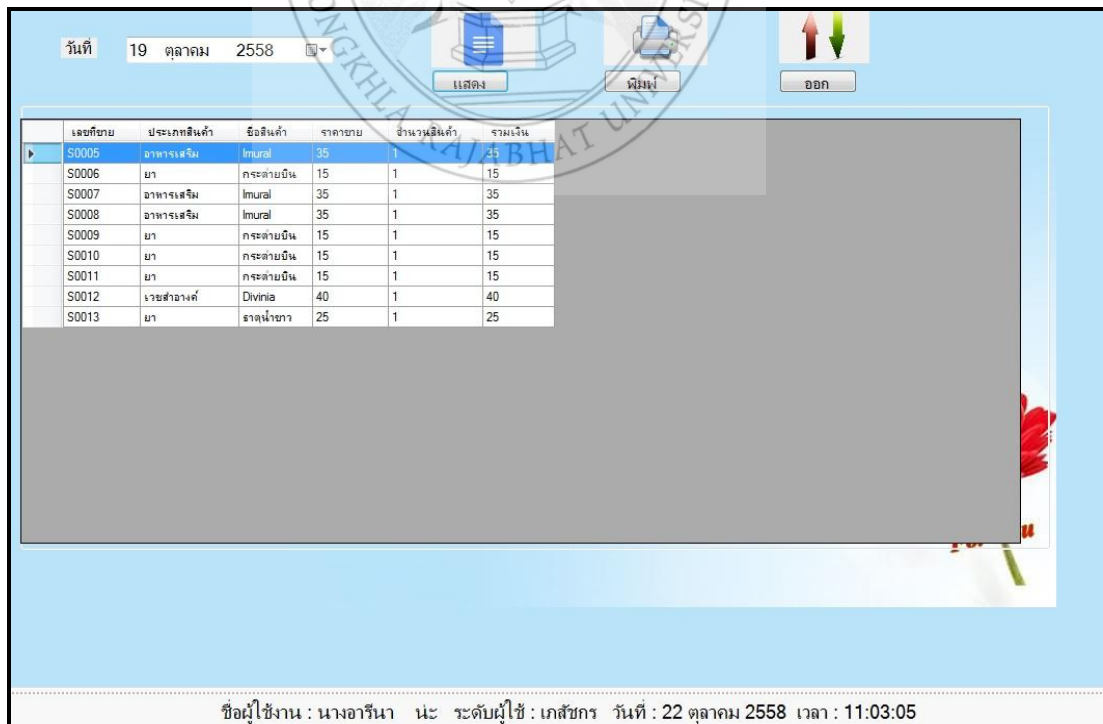 วันที่ 19 ตุลาคม 2558
แสดง พิมพ์ ออก
เลขที่ขาย ประเภทสินค้า ชื่อสินค้า ราคาขาย จำนวนสินค้า รวมเงิน
S0005 อาหารเสริม Imural 35 1 35
S0006 ยา กระต่ายบิน 15 1 15
S0007 อาหารเสริม Imural 35 1 35
S0008 อาหารเสริม Imural 35 1 35
S0009 ยา กระต่ายบิน 15 1 15
S0010 ยา กระต่ายบิน 15 1 15
S0011 ยา กระต่ายบิน 15 1 15
S0012 เวชสำอางค์ Divinia 40 1 40
S0013 ยา ธาตุน้ำขาว 25 1 25
RAJABHAT
ชื่อผู้ใช้งาน : นางอารีนา น่ะ ระดับผู้ใช้ : เภสัชกร วันที่ : 22 ตุลาคม 2558 เวลา : 11:03:05